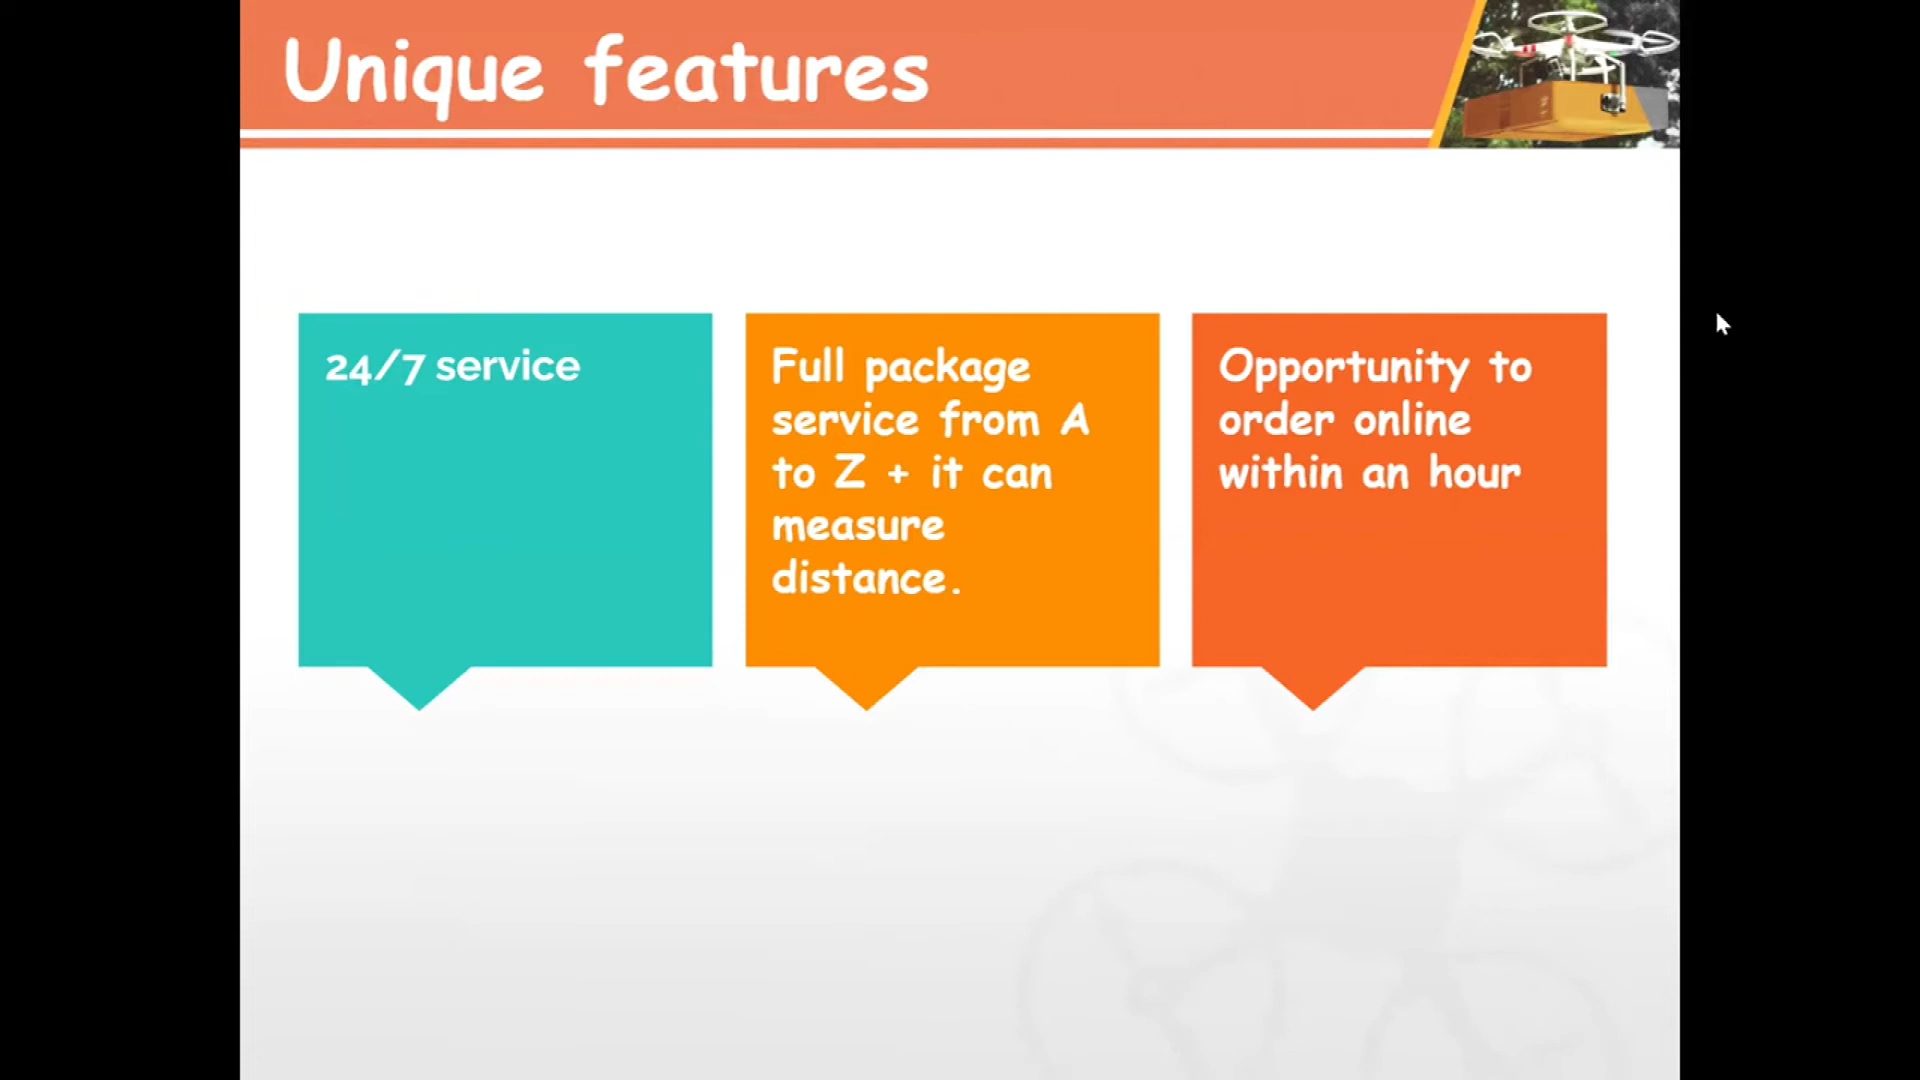 Unique features
24/7 service
Full package
service from A
to Z + it can
measure
distance.
Opportunity to
order online
within an hour